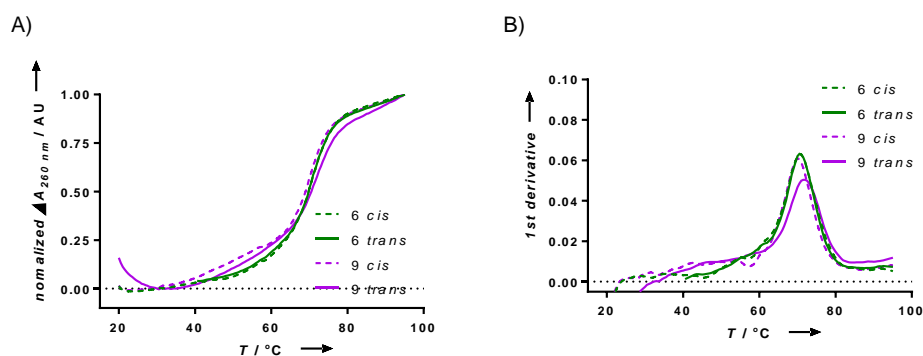 A)
normalized ◢A260 nm / AU
1.00
0.75
0.50
0.25
0.00
6 cis
6 trans
9 cis
9 trans
20
40
60
80
100
T / °C
B)
1st derivative
0.10
0.08
0.06
0.04
0.02
0.00
6 cis
6 trans
9 cis
9 trans
20
40
60
80
100
T / °C